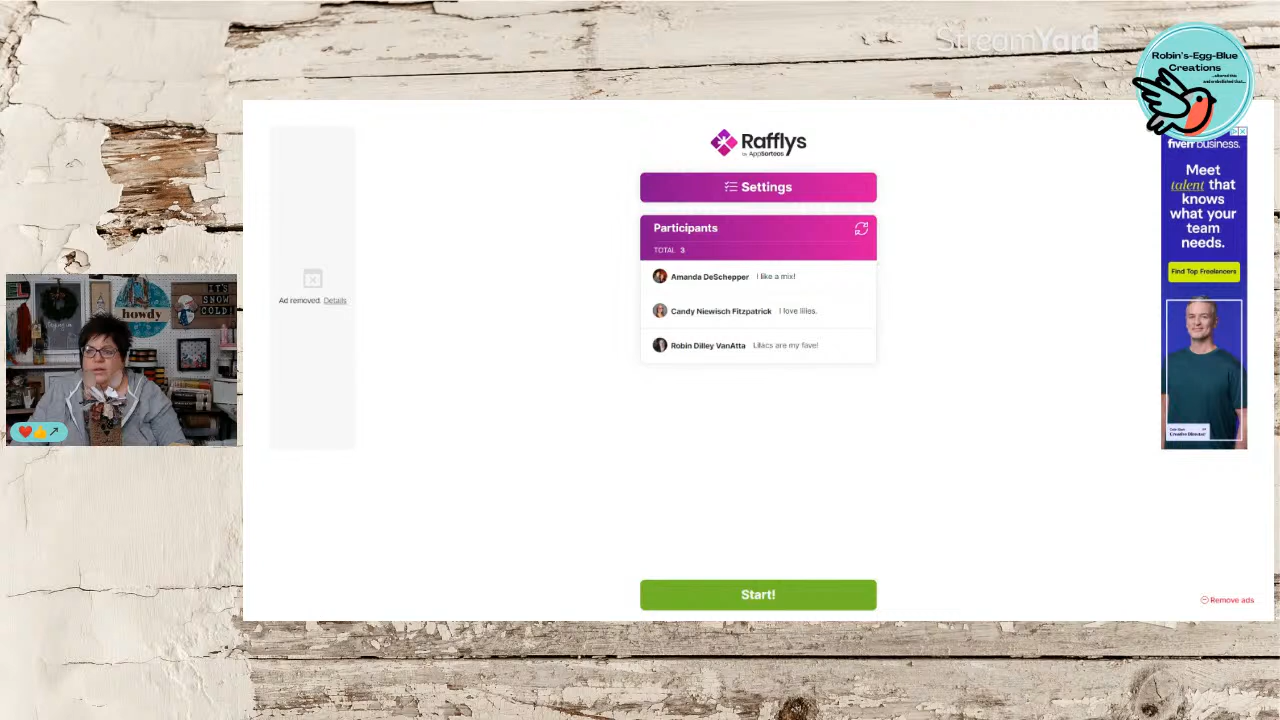 StreamYard
Robin's-Egg-Blue
Creations
Rafflys
by AppSorteos
Settings
Participants
TOTAL 3
Amanda DeSchepper I like a mix!
Candy Niewisch Fitzpatrick I love lilies.
Robin Dilley VanAtta Lilacs are my fave!
Start!
Ad removed. Details
fiverr business.
Meet
talent that
knows
what your
team
needs.
Find Top Freelancers
Remove ads
howdy
IT'S
SNOW
COLD!